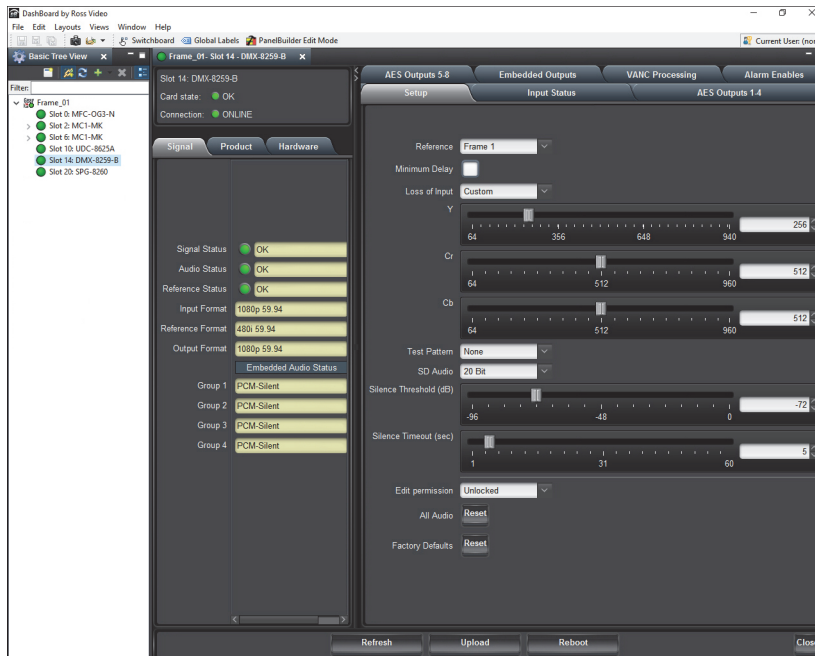 DashBoard by Ross Video
File Edit Layouts Views Window Help
Switchboard Global Labels PanelBuilder Edit Mode
Current User: (nor
Basic Tree View
Filter:
Frame_01
Slot 0: MFC-OG3-N
Slot 2: MC1-MK
Slot 6: MC1-MK
Slot 10: UDC-8625A
Slot 14: DMX-8259-B
Slot 20: SPG-8260
Frame_01- Slot 14 - DMX-8259-B
Slot 14: DMX-8259-B
Card state: OK
Connection: ONLINE
Signal Product Hardware
Signal Status OK
Audio Status OK
Reference Status OK
Input Format 1080p 59.94
Reference Format 480i 59.94
Output Format 1080p 59.94
Embedded Audio Status
Group 1 PCM-Silent
Group 2 PCM-Silent
Group 3 PCM-Silent
Group 4 PCM-Silent
AES Outputs 5-8 Embedded Outputs VANC Processing Alarm Enables
Setup Input Status AES Outputs 1-4
Reference Frame 1
Minimum Delay
Loss of Input Custom
Y
256
64 356 648 940
Cr
512
64 512 960
Cb
512
64 512 960
Test Pattern None
SD Audio 20 Bit
Silence Threshold (dB)
-72
-96 -48 0
Silence Timeout (sec)
5
1 31 60
Edit permission Unlocked
All Audio Reset
Factory Defaults Reset
Refresh Upload Reboot Close